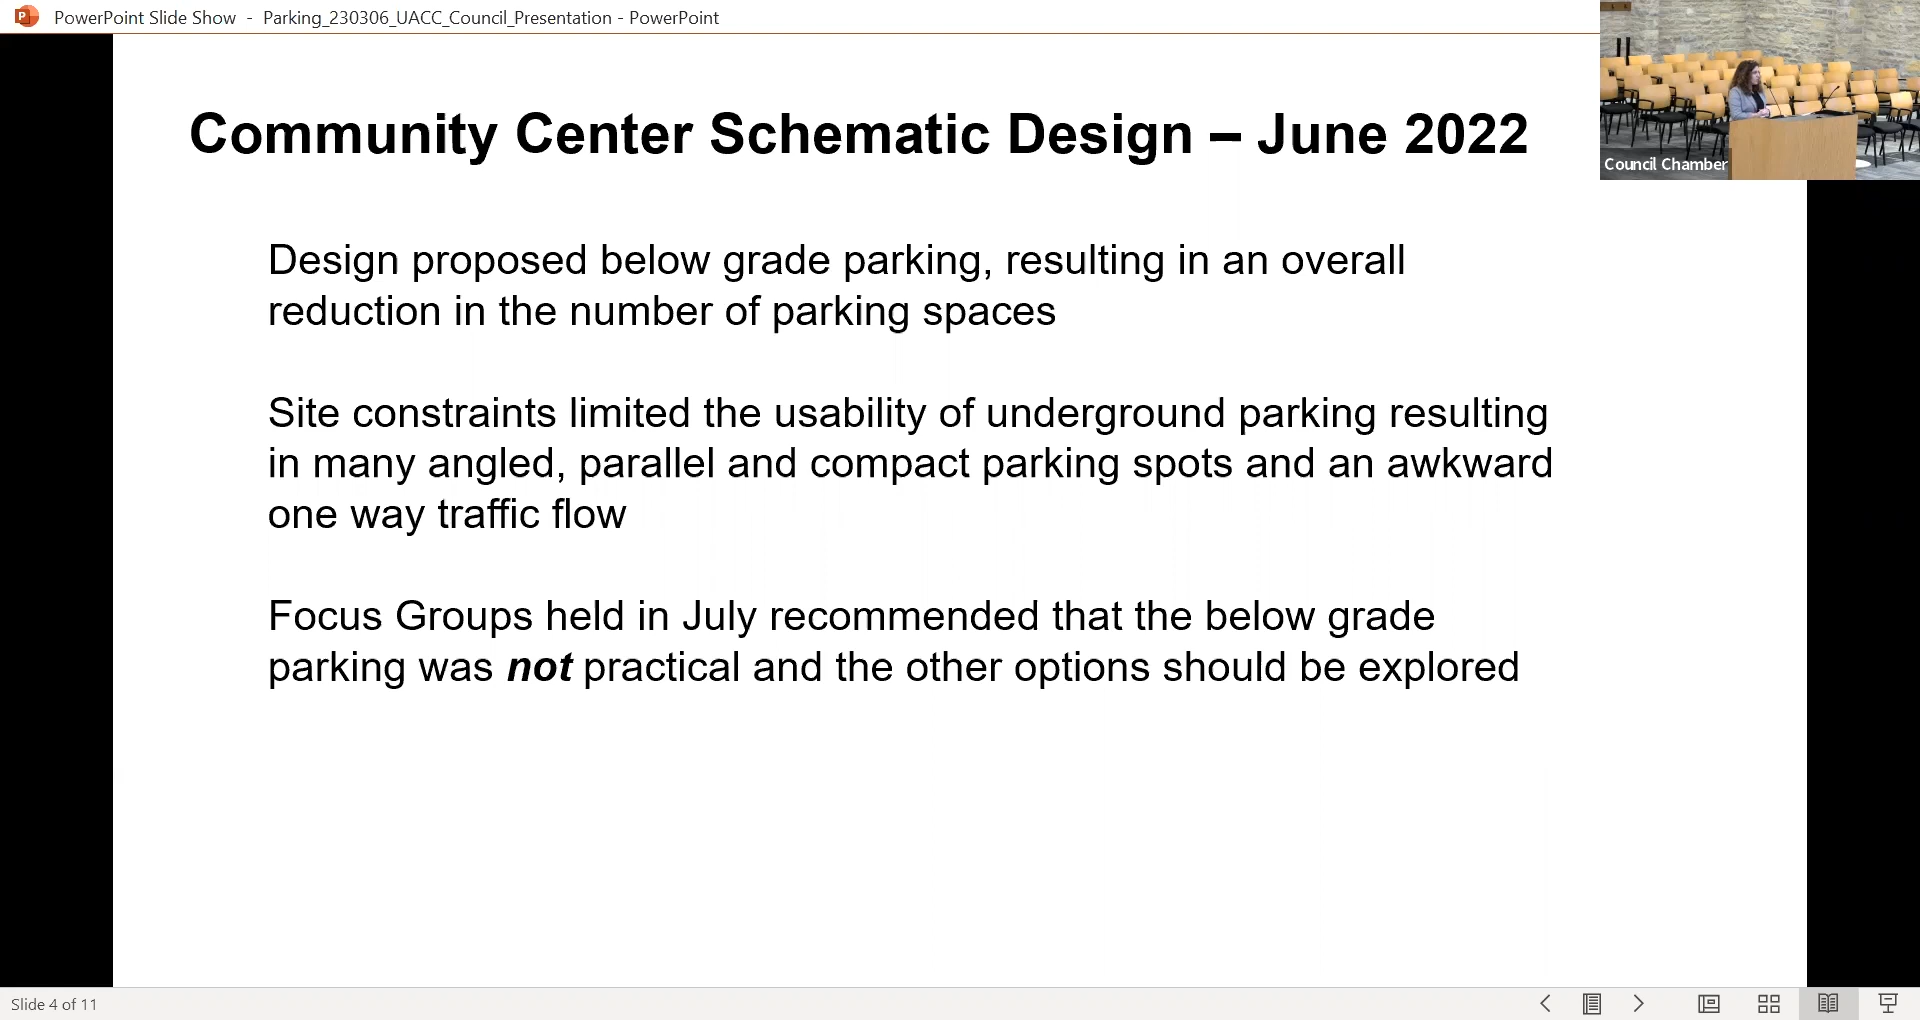 PowerPoint Slide Show - Parking_230306_UACC_Council_Presentation - PowerPoint
Community Center Schematic Design – June 2022
Council Chamber
Design proposed below grade parking, resulting in an overall
reduction in the number of parking spaces
Site constraints limited the usability of underground parking resulting
in many angled, parallel and compact parking spots and an awkward
one way traffic flow
Focus Groups held in July recommended that the below grade
parking was not practical and the other options should be explored
Slide 4 of 11